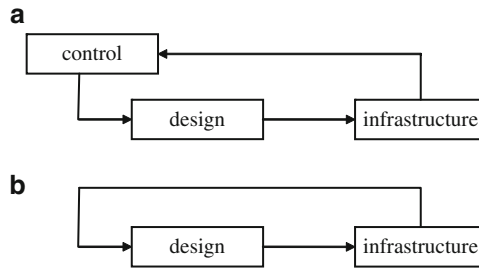 a
control
design
infrastructure
b
design
infrastructure